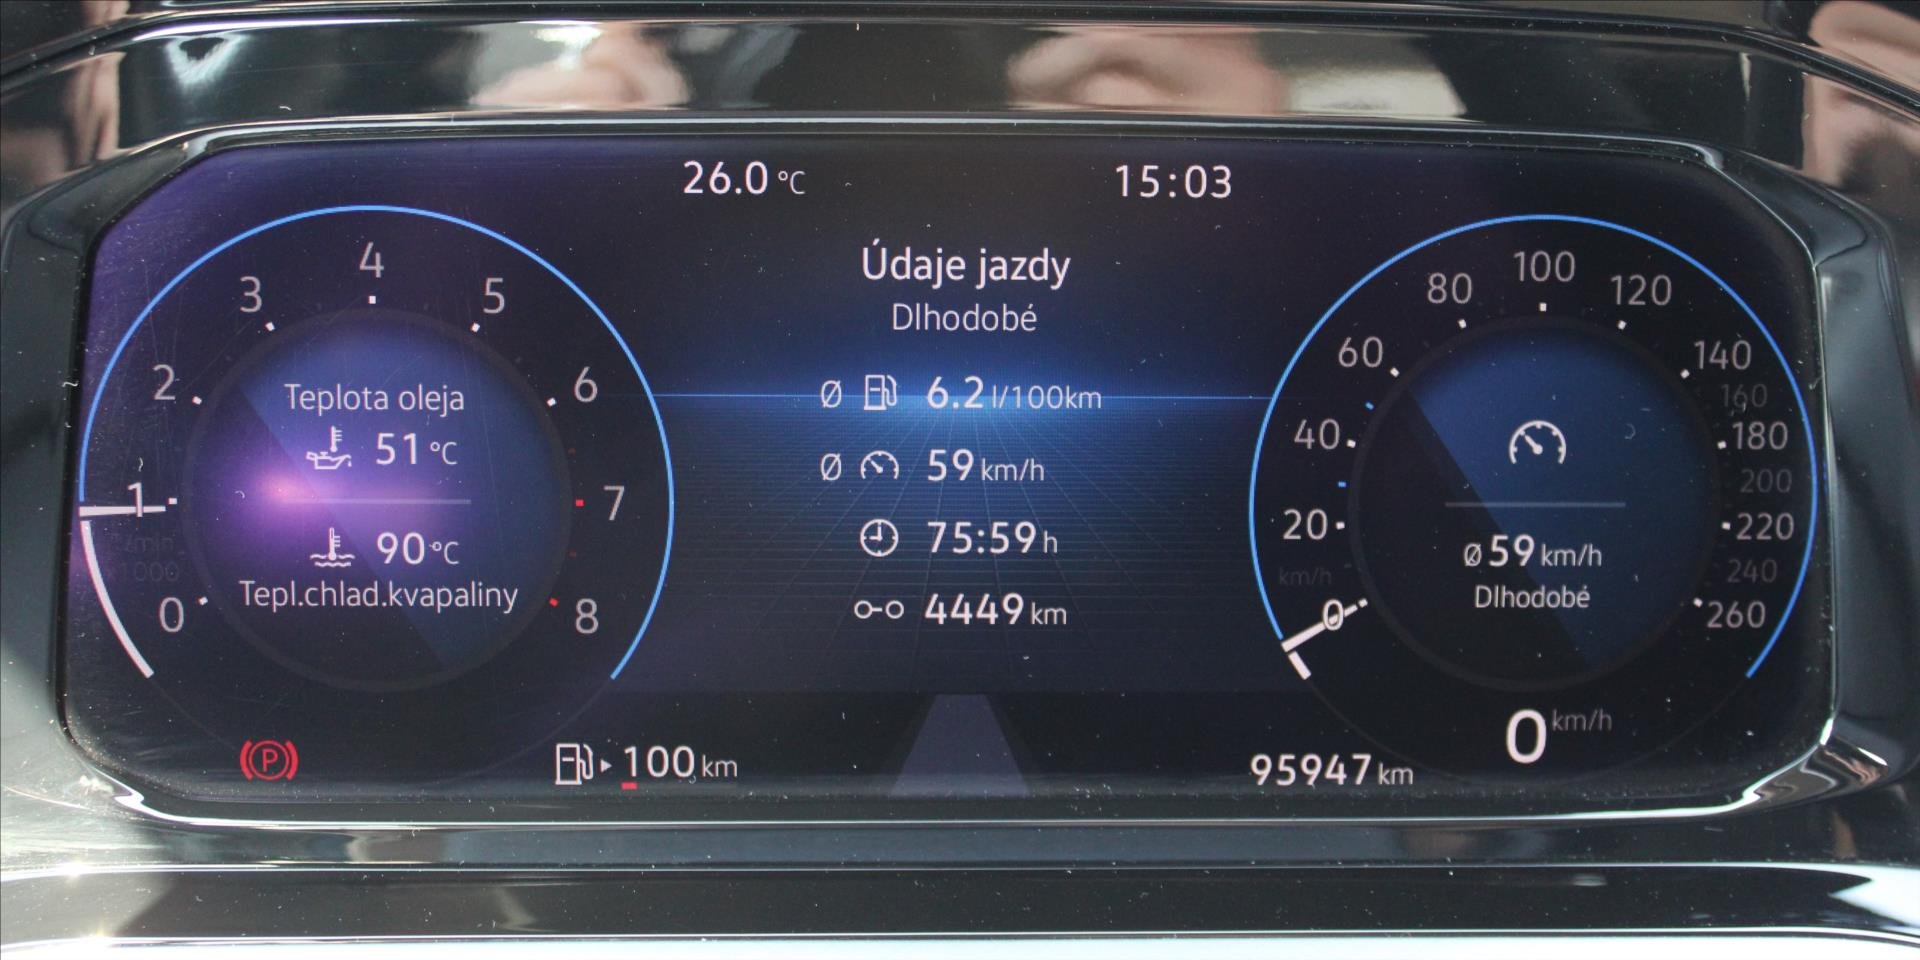 26.0 °C
15:03
Údaje jazdy
Dlhodobé
Ø 6.2 l/100km
Ø 59 km/h
75:59 h
4449 km
0
1
2
3
4
5
6
7
8
Teplota oleja
51 °C
90 °C
Tepl.chlad.kvapaliny
0
20
40
60
80
100
120
140
160
180
200
220
240
260
km/h
Ø 59 km/h
Dlhodobé
P
100 km
95947 km
0 km/h